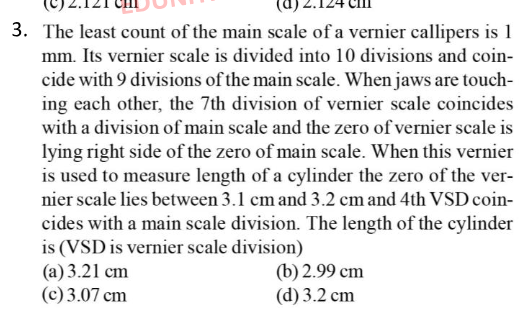 (c) 2.121 cm (d) 2.124 cm
3. The least count of the main scale of a vernier callipers is 1
mm. Its vernier scale is divided into 10 divisions and coin-
cide with 9 divisions of the main scale. When jaws are touch-
ing each other, the 7th division of vernier scale coincides
with a division of main scale and the zero of vernier scale is
lying right side of the zero of main scale. When this vernier
is used to measure length of a cylinder the zero of the ver-
nier scale lies between 3.1 cm and 3.2 cm and 4th VSD coin-
cides with a main scale division. The length of the cylinder
is (VSD is vernier scale division)
(a) 3.21 cm (b) 2.99 cm
(c) 3.07 cm (d) 3.2 cm